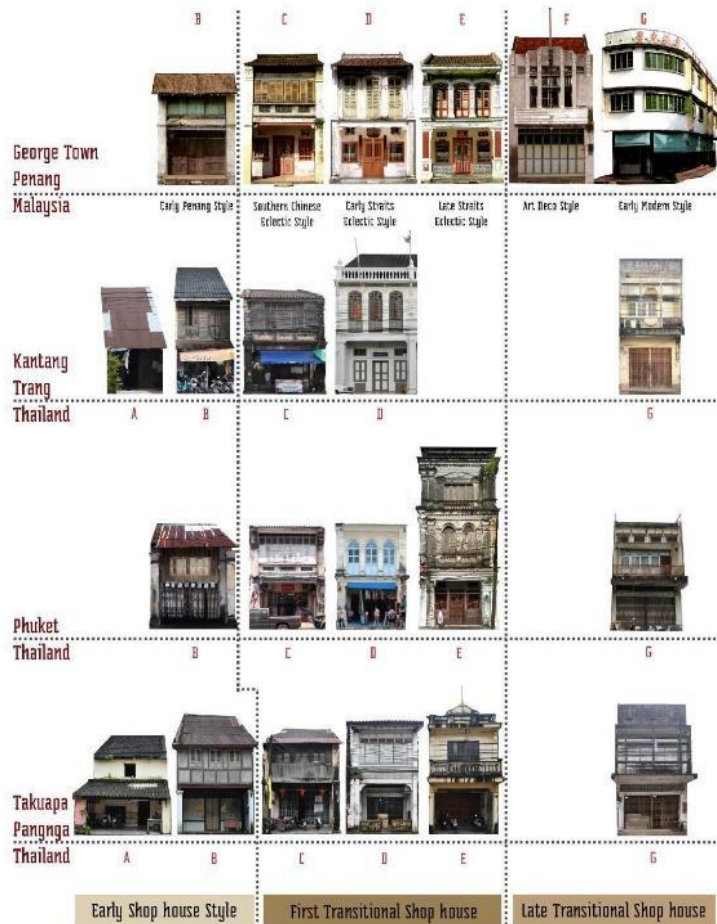 B C D E F G
George Town
Penang
Malaysia
Early Penang Style
Southern Chinese
Eclectic Style
Early Straits
Eclectic Style
Late Straits
Eclectic Style
Art Deco Style
Early Modern Style
Kantang
Trang
Thailand
A B C D G
Phuket
Thailand
B C D E G
Takuapa
Pangnga
Thailand
A B C D E G
Early Shop house Style
First Transitional Shop house
Late Transitional Shop house